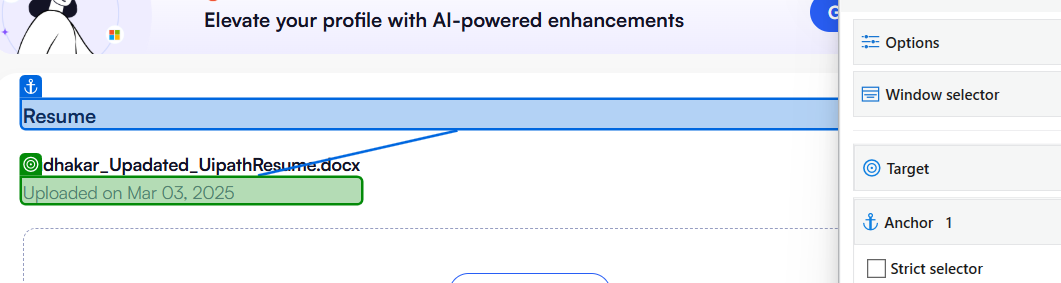 Elevate your profile with AI-powered enhancements
Options
Window selector
Resume
dhakar_Upadated_UipathResume.docx
Target
Uploaded on Mar 03, 2025
Anchor 1
Strict selector